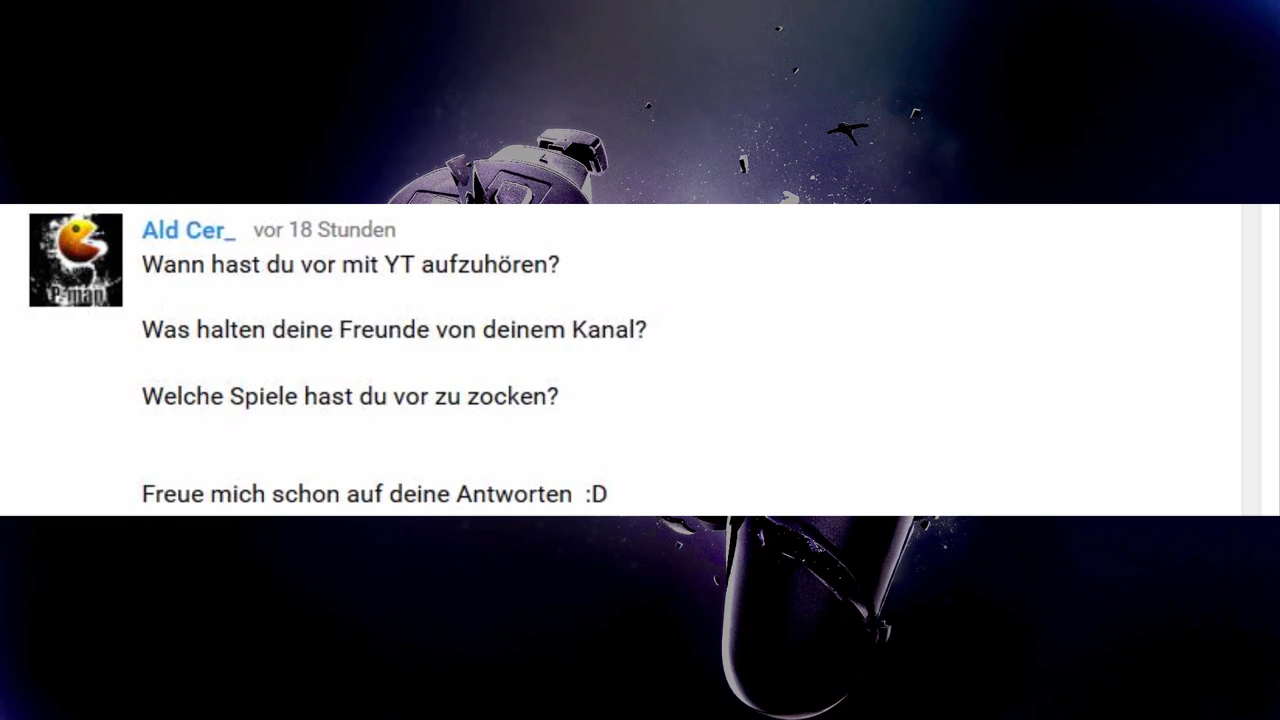 Ald Cer_ vor 18 Stunden
Wann hast du vor mit YT aufzuhören?
Was halten deine Freunde von deinem Kanal?
Welche Spiele hast du vor zu zocken?
Freue mich schon auf deine Antworten :D
P-man